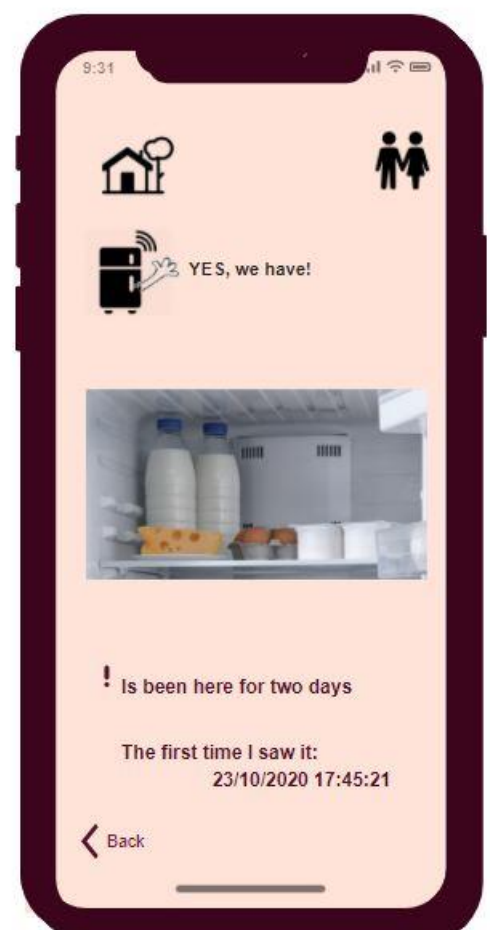 9:31
YES, we have!
! Is been here for two days
The first time I saw it:
23/10/2020 17:45:21
Back